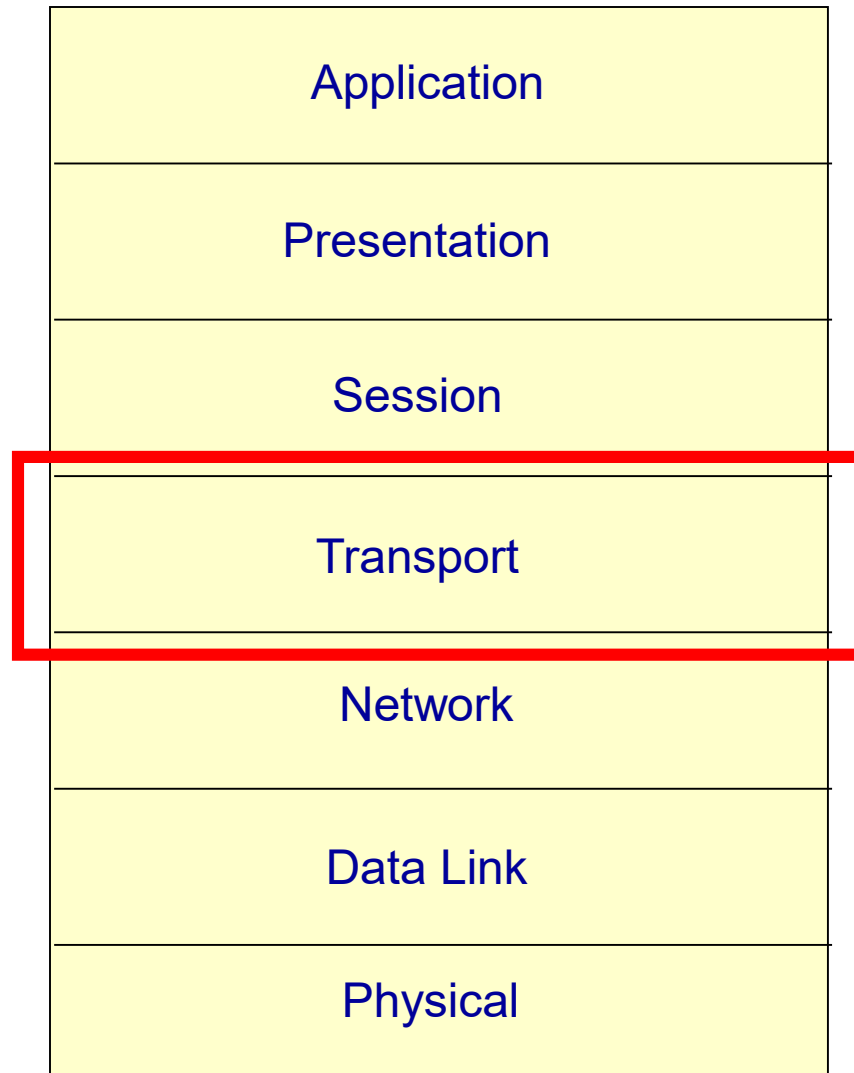 Application
Presentation
Session
Transport
Network
Data Link
Physical